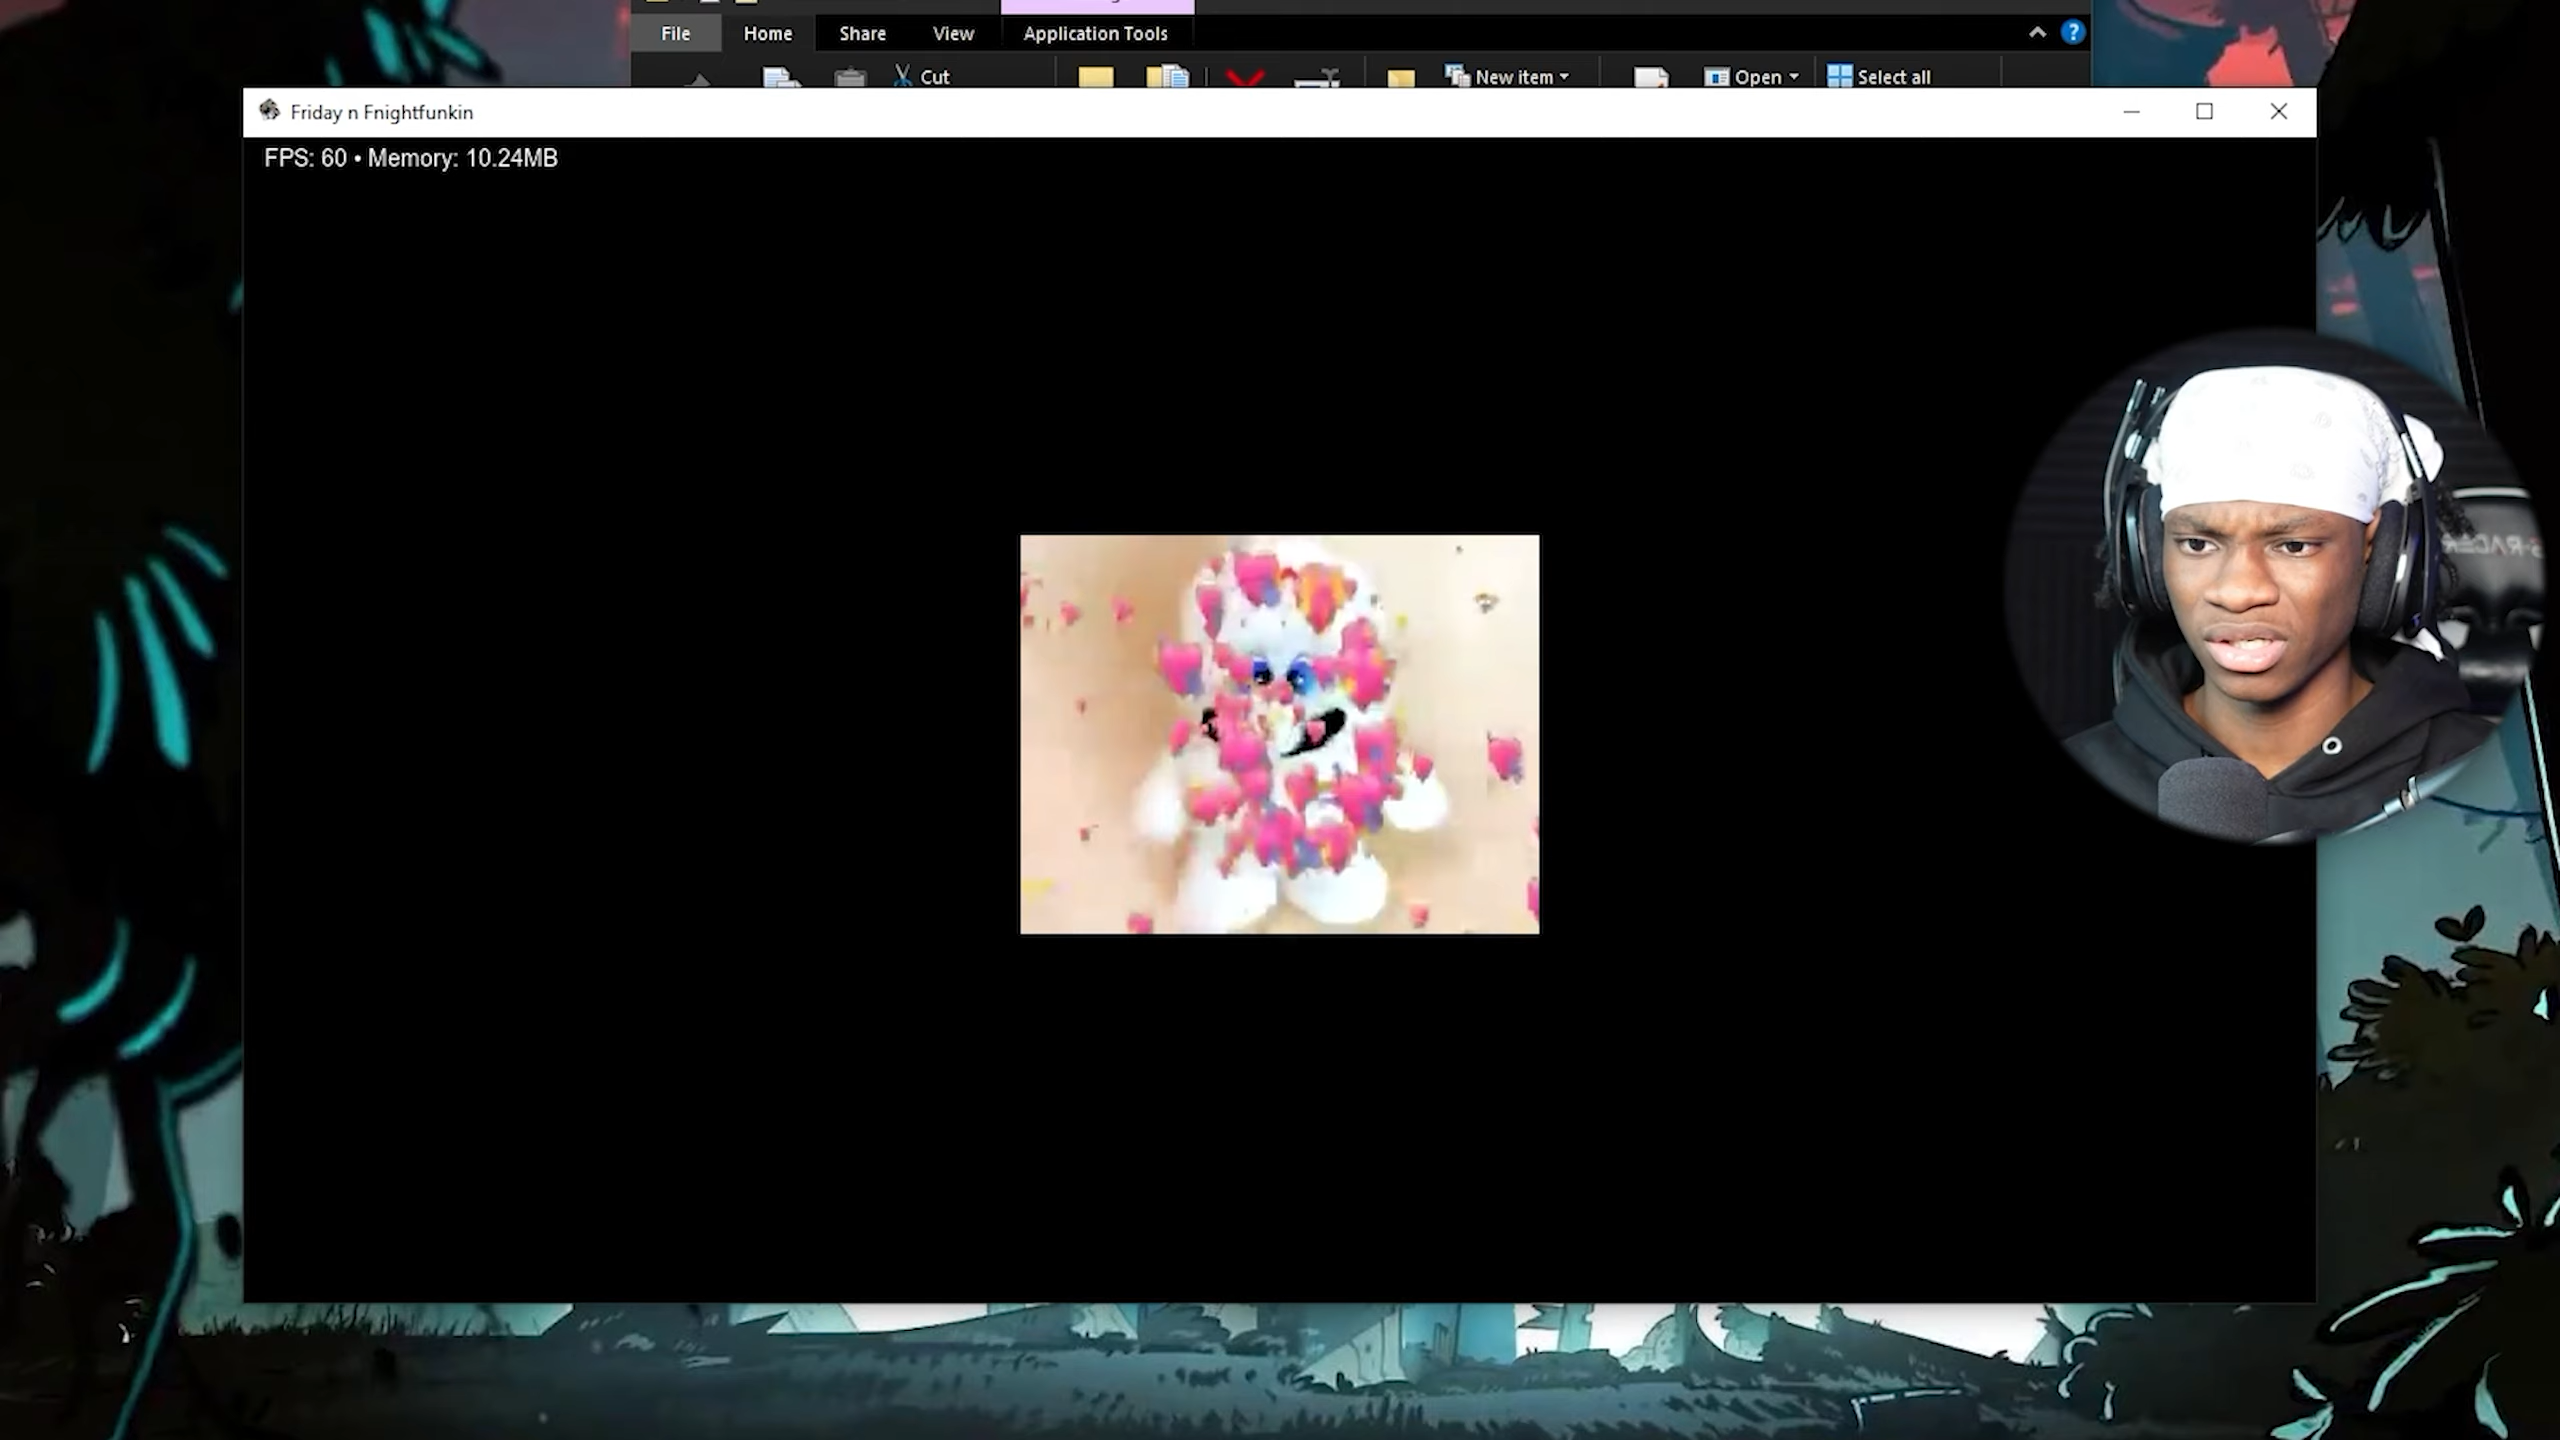 File Home Share View Application Tools
Cut New item Open Select all
Friday n Fnightfunkin
FPS: 60 • Memory: 10.24MB